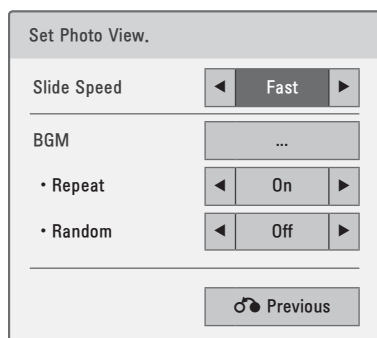 Set Photo View.
Slide Speed ◀ Fast ▶
BGM ...
• Repeat ◀ On ▶
• Random ◀ Off ▶
Previous